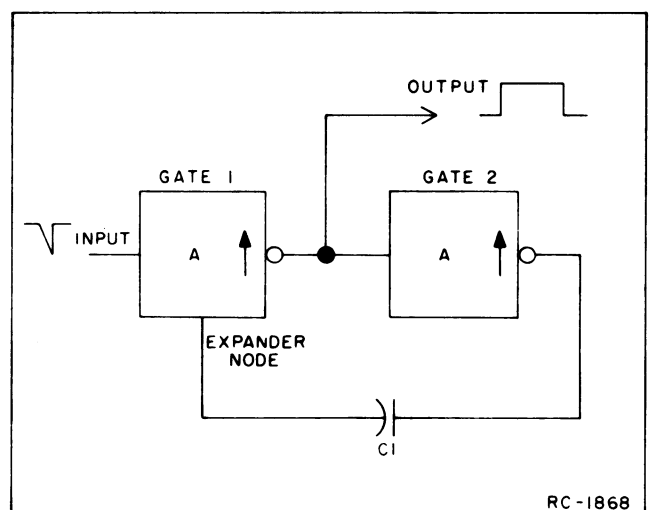 OUTPUT
GATE 1
GATE 2
INPUT
A
A
EXPANDER
NODE
C1
RC-1868